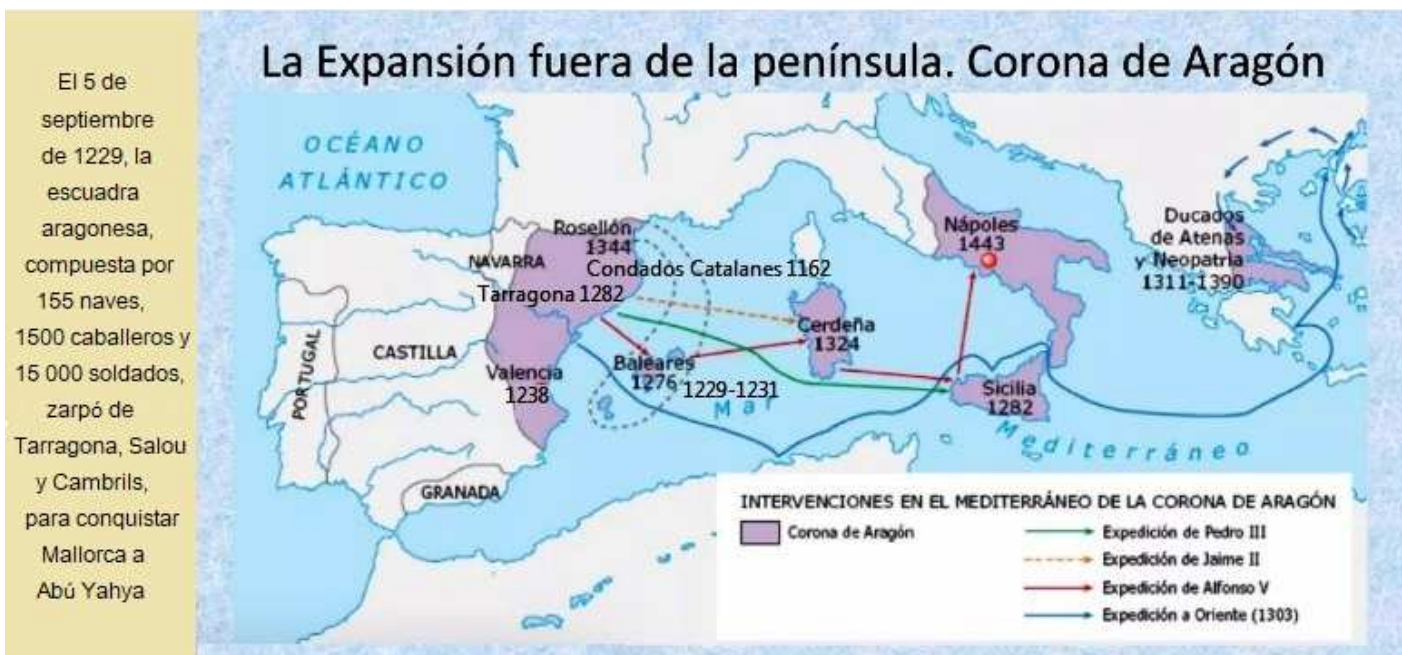 El 5 de
septiembre
de 1229, la
escuadra
aragonesa,
compuesta por
155 naves,
1500 caballeros y
15 000 soldados,
zarpó de
Tarragona, Salou
y Cambrils,
para conquistar
Mallorca a
Abú Yahya
La Expansión fuera de la península. Corona de Aragón
OCÉANO
ATLÁNTICO
Rosellón
1344
NAVARRA
Condados Catalanes 1162
Tarragona 1282
PORTUGAL
CASTILLA
Valencia
1238
Baleares
1276
1229-1231
GRANADA
Cerdeña
1324
Nápoles
1443
Sicilia
1282
Ducados
de Atenas
y Neopatria
1311-1390
Mar
Mediterráneo
INTERVENCIONES EN EL MEDITERRÁNEO DE LA CORONA DE ARAGÓN
Corona de Aragón
Expedición de Pedro III
Expedición de Jaime II
Expedición de Alfonso V
Expedición a Oriente (1303)